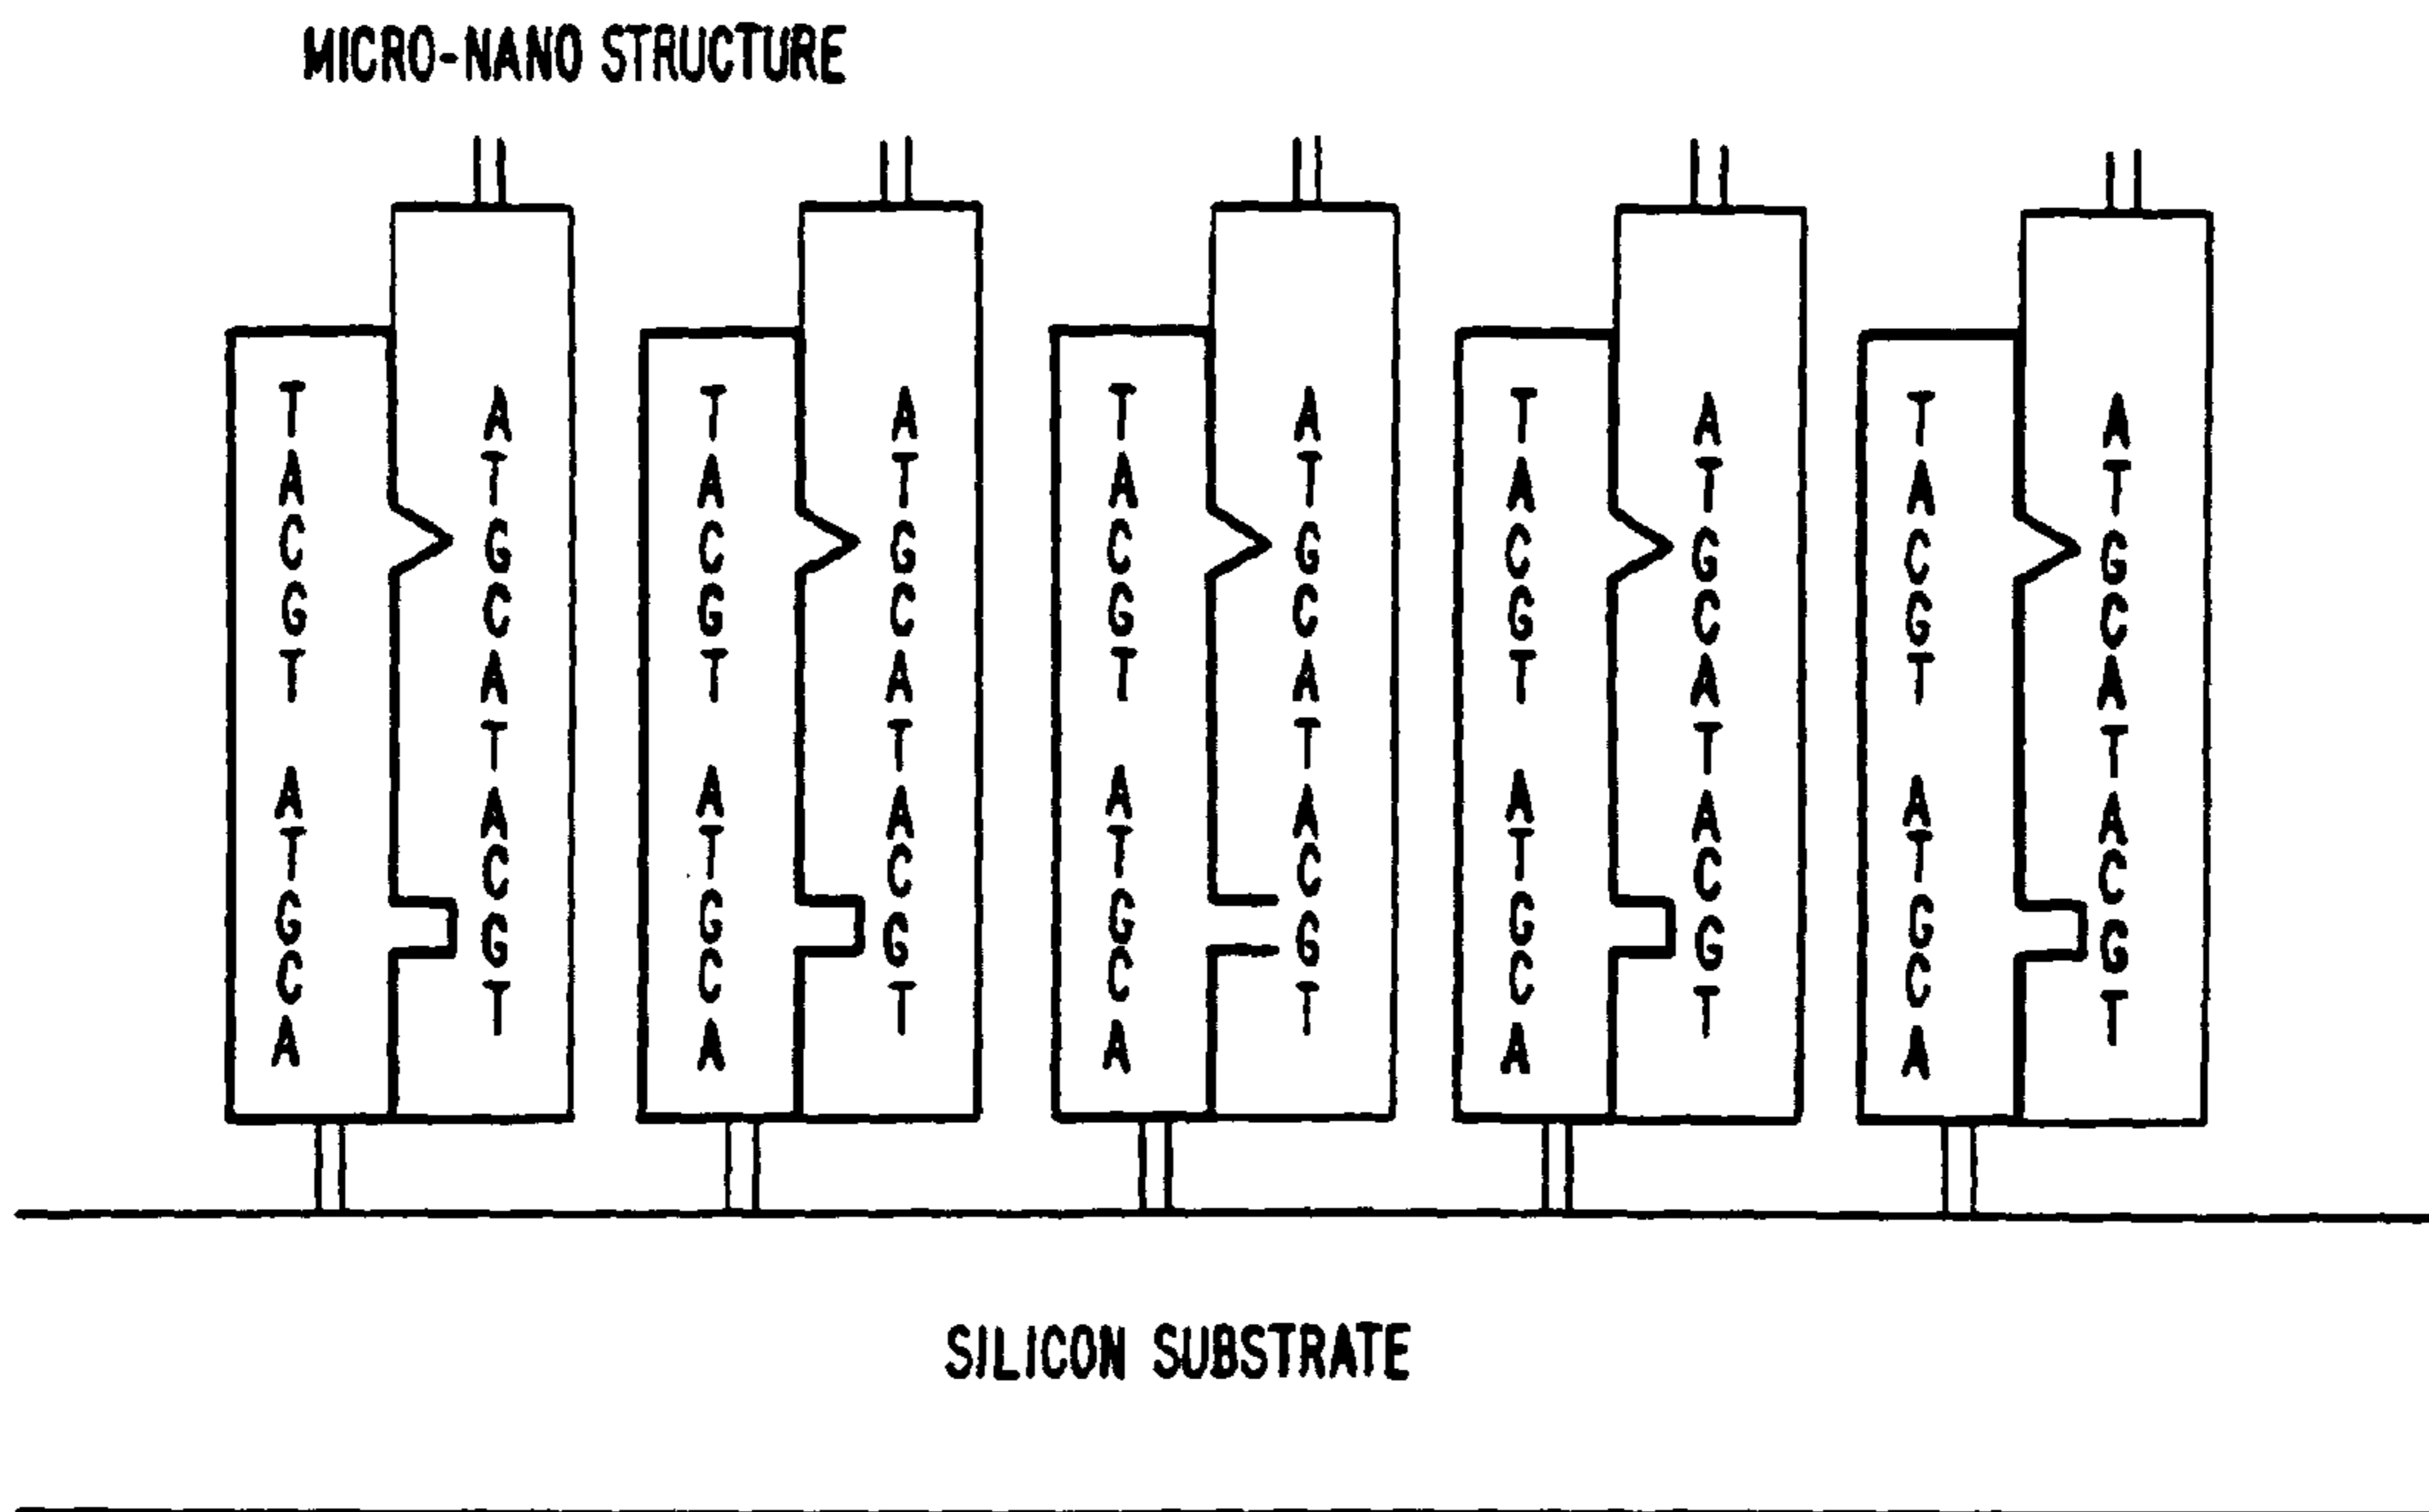 MICRO-NANO STRUCTURE
TACGT ATGCA
ATGCATACGT
TACGT ATGCA
ATGCATACGT
TACGT ATGCA
ATGCATACGT
TACGT ATGCA
ATGCATACGT
TACGT ATGCA
ATGCATACGT
SILICON SUBSTRATE